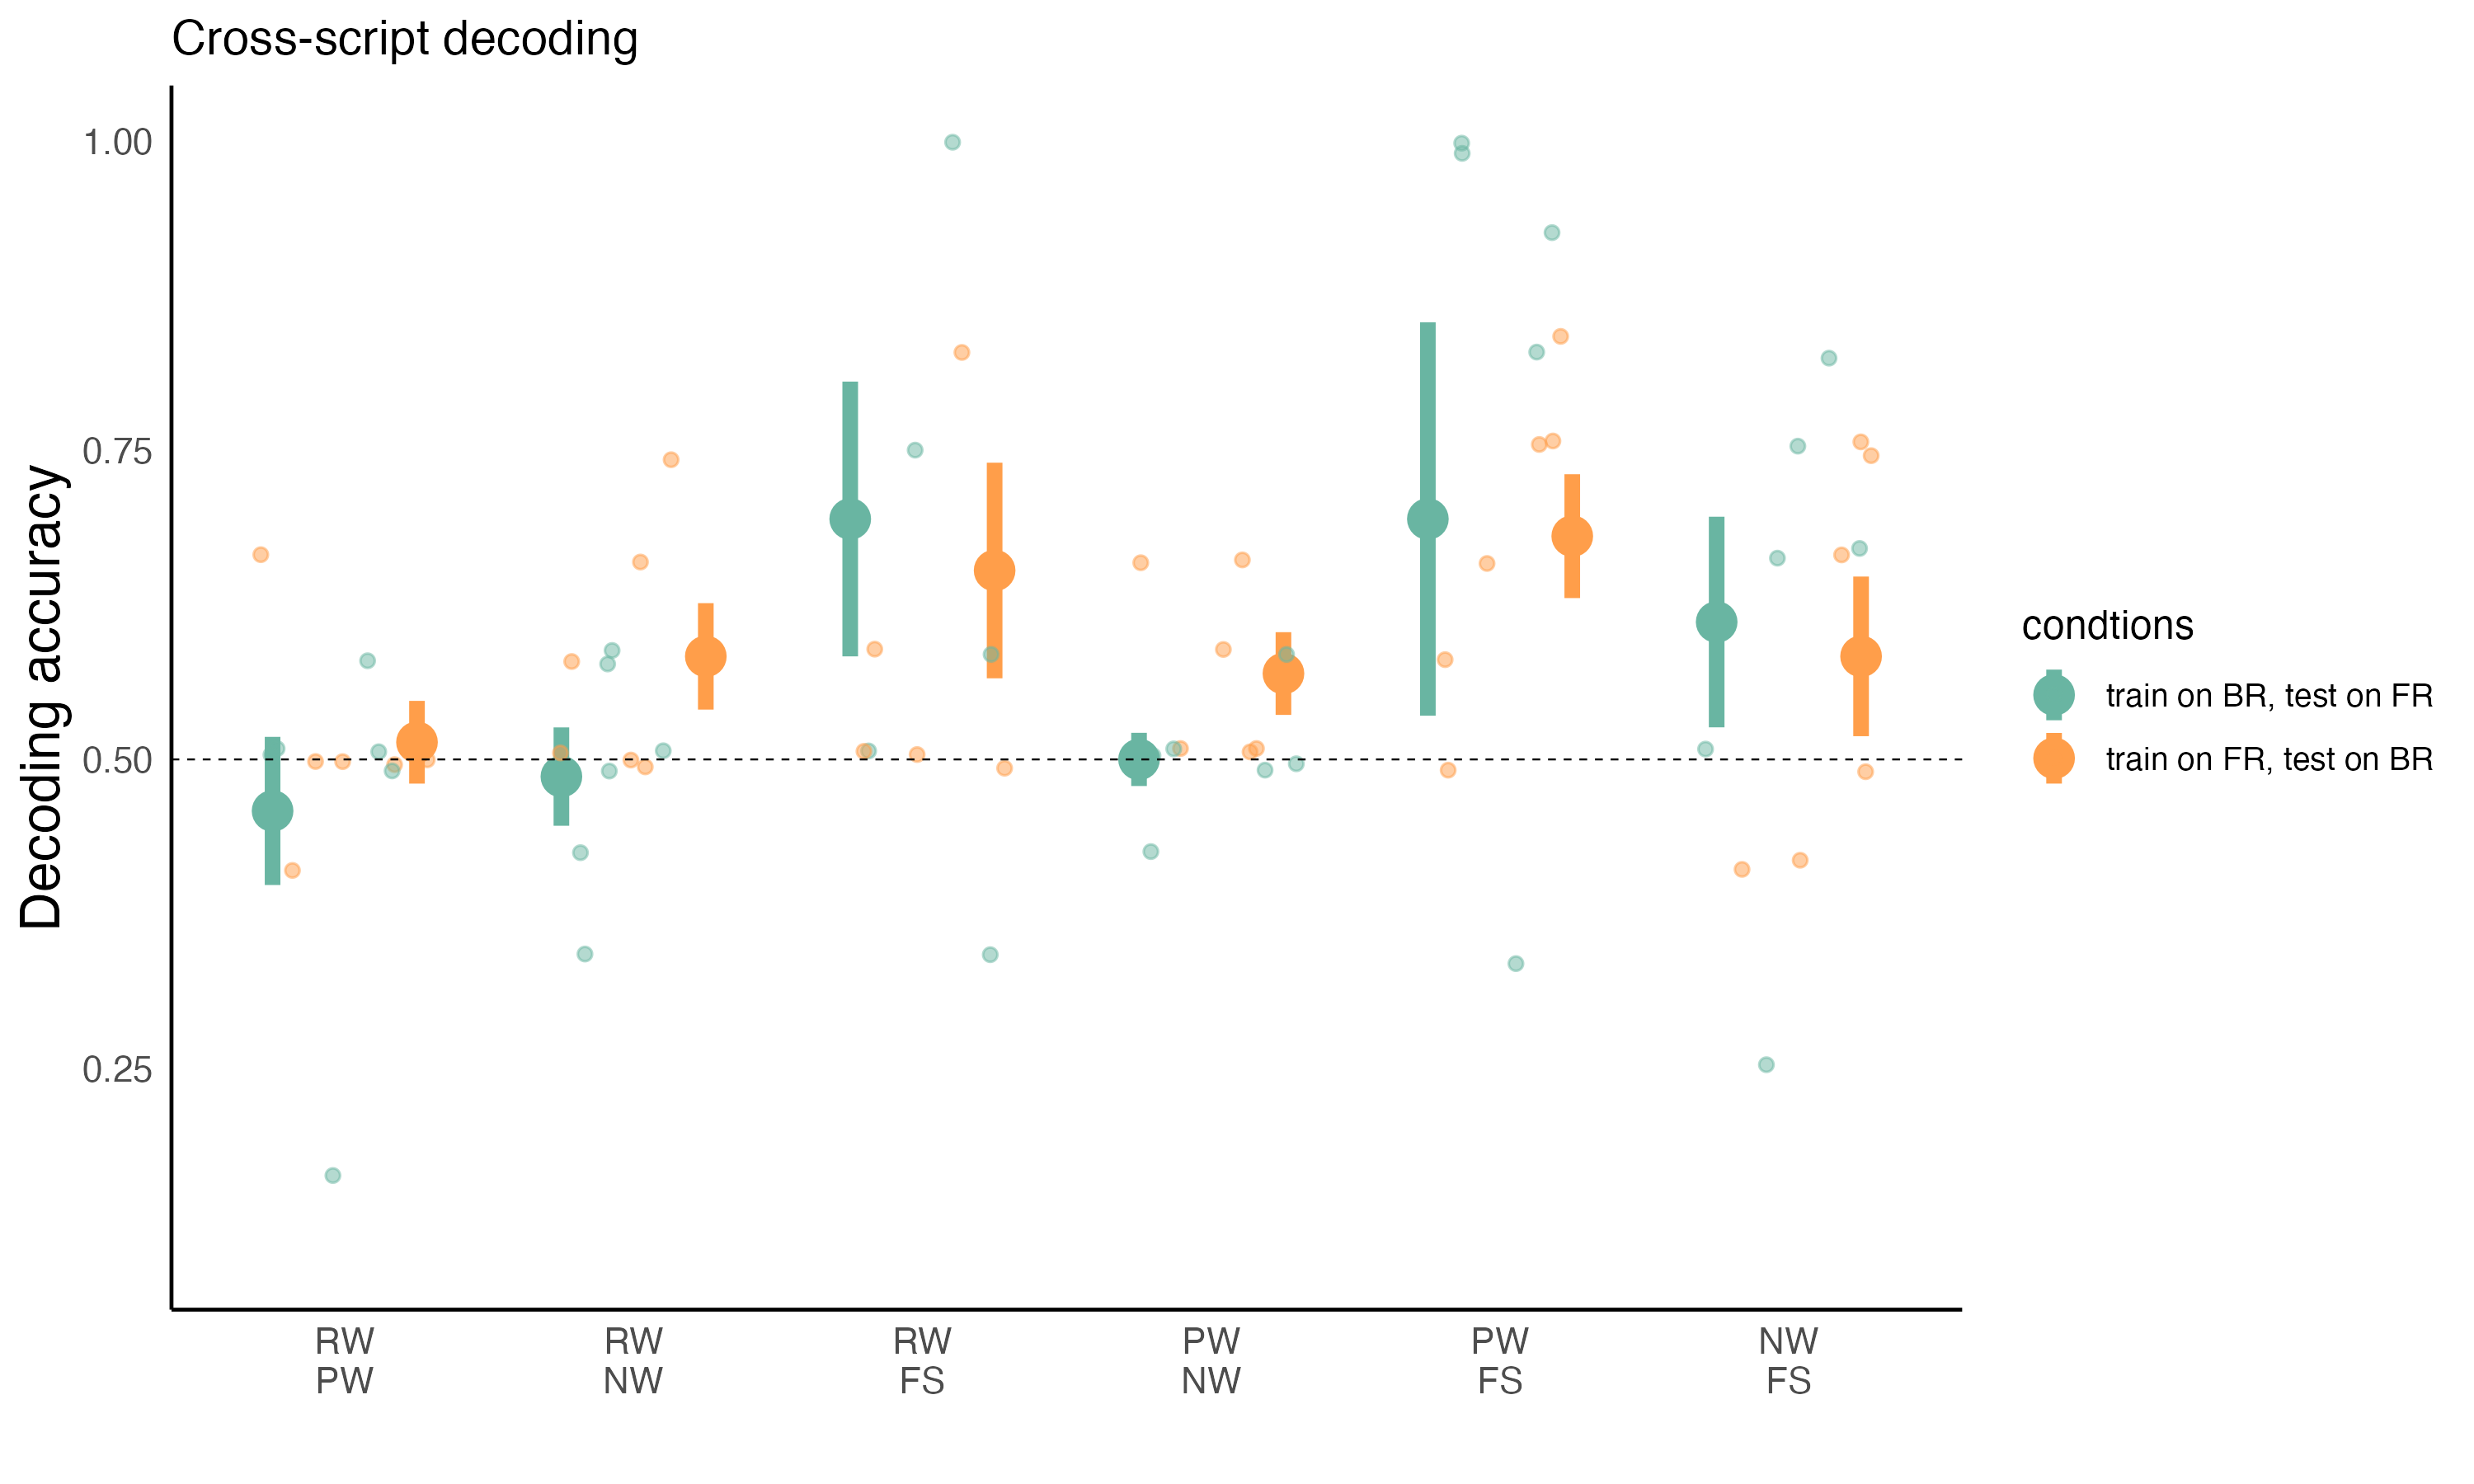 Cross-script decoding
Decoding accuracy
1.00
0.75
0.50
0.25
RW
PW
RW
NW
RW
FS
PW
NW
PW
FS
NW
FS
condtions
train on BR, test on FR
train on FR, test on BR